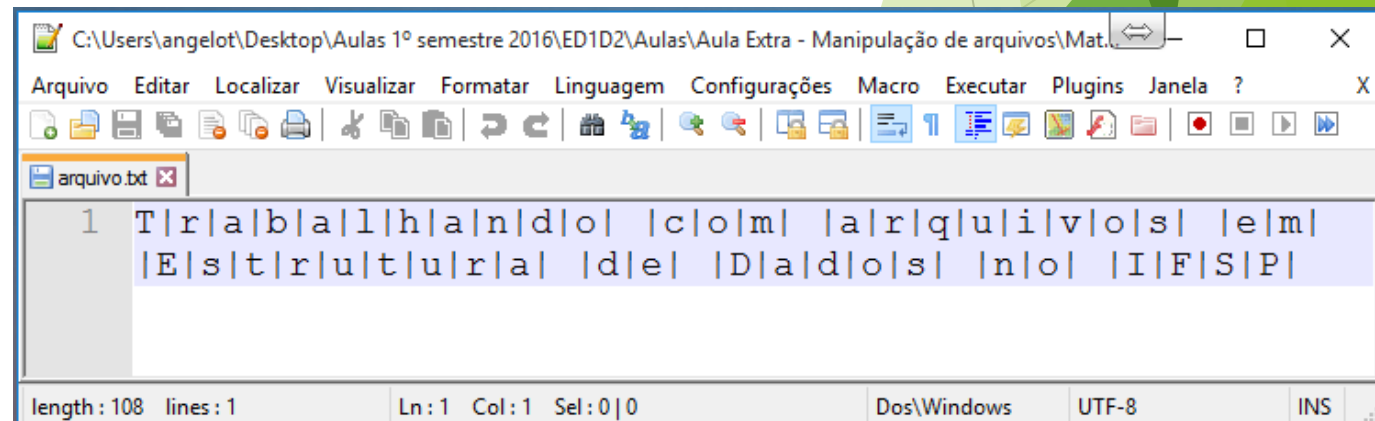 C:\Users\angelot\Desktop\Aulas 1º semestre 2016\ED1D2\Aulas\Aula Extra - Manipulação de arquivos\Mat...
Arquivo Editar Localizar Visualizar Formatar Linguagem Configurações Macro Executar Plugins Janela ? X
arquivo.txt
1 T|r|a|b|a|l|h|a|n|d|o| |c|o|m| |a|r|q|u|i|v|o|s| |e|m|
|E|s|t|r|u|t|u|r|a| |d|e| |D|a|d|o|s| |n|o| |I|F|S|P|
length : 108 lines : 1 Ln : 1 Col : 1 Sel : 0 | 0 Dos\Windows UTF-8 INS